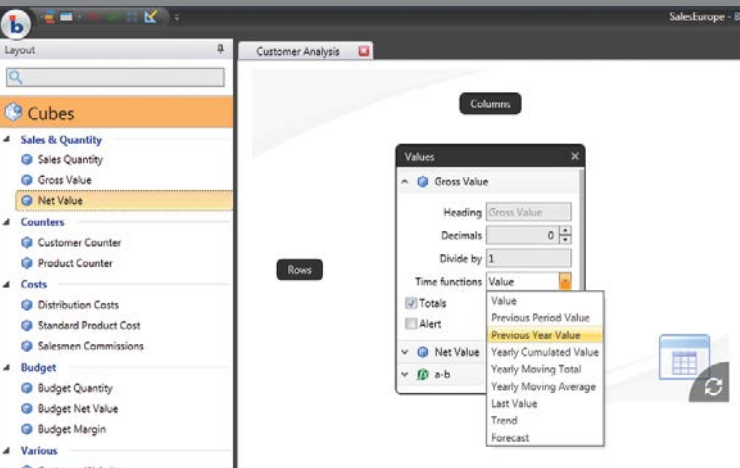 b
SalesEurope - B
Layout
Customer Analysis
Cubes
Sales & Quantity
Sales Quantity
Gross Value
Net Value
Counters
Customer Counter
Product Counter
Costs
Distribution Costs
Standard Product Cost
Salesmen Commissions
Budget
Budget Quantity
Budget Net Value
Budget Margin
Various
Columns
Rows
Values
Gross Value
Heading Gross Value
Decimals 0
Divide by 1
Time functions Value
Totals
Alert
Net Value
a-b
Value
Previous Period Value
Previous Year Value
Yearly Cumulated Value
Yearly Moving Total
Yearly Moving Average
Last Value
Trend
Forecast